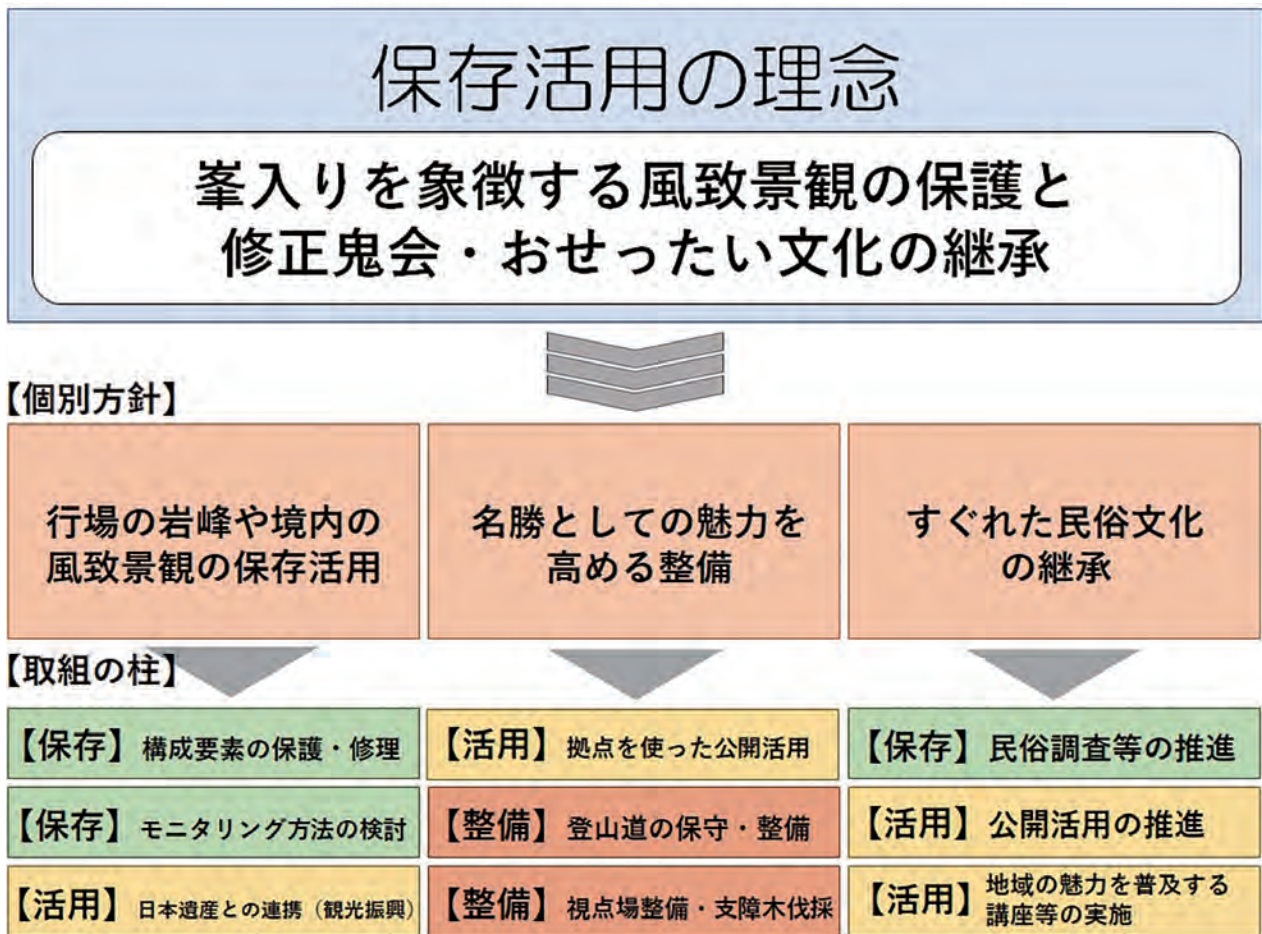 保存活用の理念
峯入りを象徴する風致景観の保護と
修正鬼会・おせったい文化の継承
【個別方針】
行場の岩峰や境内の
風致景観の保存活用
名勝としての魅力を
高める整備
すぐれた民俗文化
の継承
【取組の柱】
【保存】構成要素の保護・修理
【保存】モニタリング方法の検討
【活用】日本遺産との連携（観光振興）
【活用】拠点を使った公開活用
【整備】登山道の保守・整備
【整備】視点場整備・支障木伐採
【保存】民俗調査等の推進
【活用】公開活用の推進
【活用】地域の魅力を普及する
講座等の実施